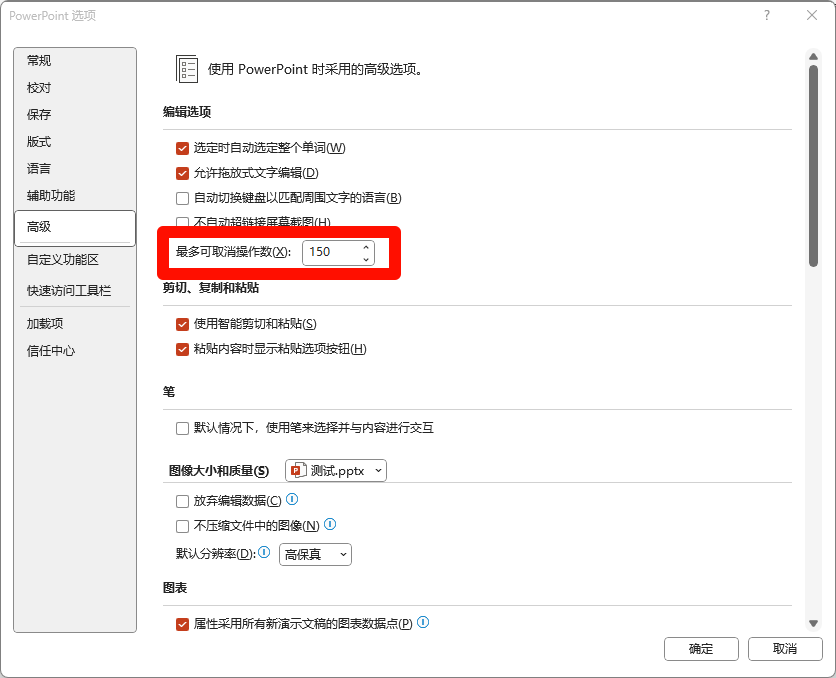 PowerPoint 选项
常规
校对
保存
版式
语言
辅助功能
高级
自定义功能区
快速访问工具栏
加载项
信任中心
使用 PowerPoint 时采用的高级选项。
编辑选项
选定时自动选定整个单词(W)
允许拖放式文字编辑(D)
自动切换键盘以匹配周围文字的语言(B)
不自动超链接屏幕截图(H)
最多可取消操作数(X): 150
剪切、复制和粘贴
使用智能剪切和粘贴(S)
粘贴内容时显示粘贴选项按钮(H)
笔
默认情况下，使用笔来选择并与内容进行交互
图像大小和质量(S) 测试.pptx
放弃编辑数据(C)
不压缩文件中的图像(N)
默认分辨率(D): 高保真
图表
属性采用所有新演示文稿的图表数据点(P)
确定 取消